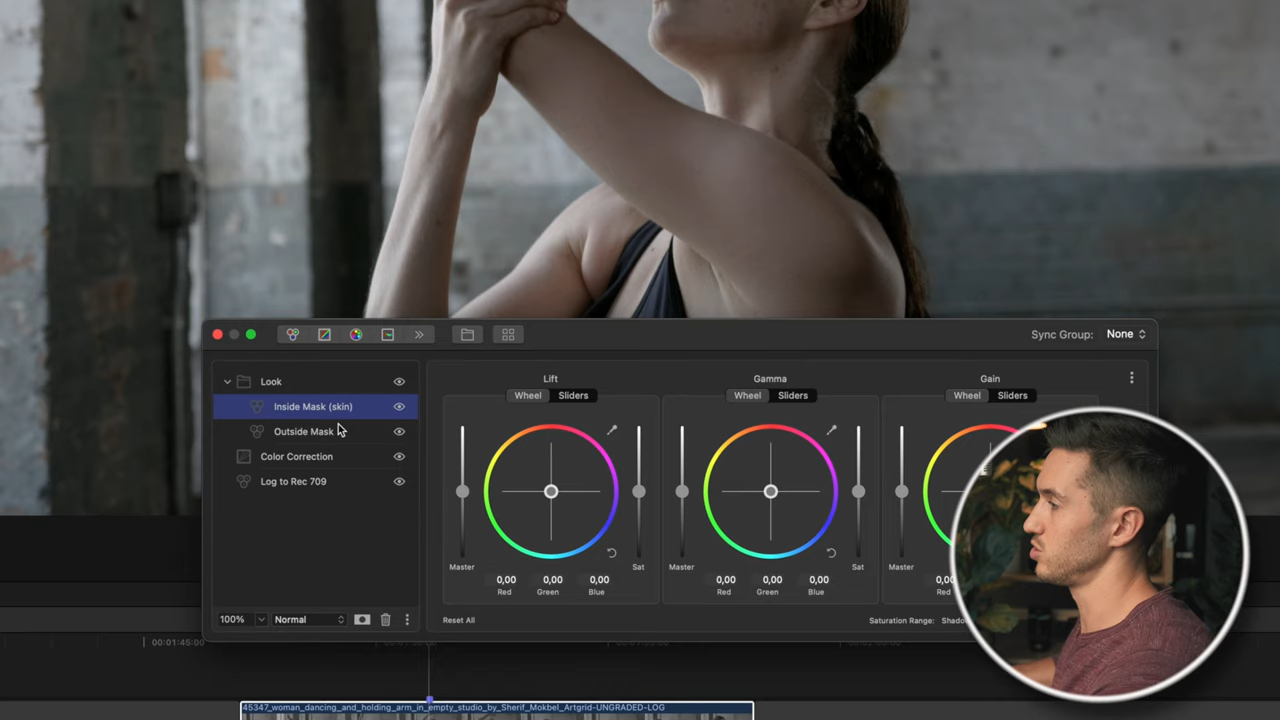 Sync Group: None
Look
Inside Mask (skin)
Outside Mask
Color Correction
Log to Rec 709
Lift
Wheel Sliders
Gamma
Wheel Sliders
Gain
Wheel Sliders
Master
Sat
Master
Sat
Master
0,00 0,00 0,00
Red Green Blue
0,00 0,00 0,00
Red Green Blue
0,00
Red
100% Normal
Reset All
Saturation Range:
00:01:45:00
45347_woman_dancing_and_holding_arm_in_empty_studio_by_Sherif_Mokbel_Artgrid-UNGRADED-LOG